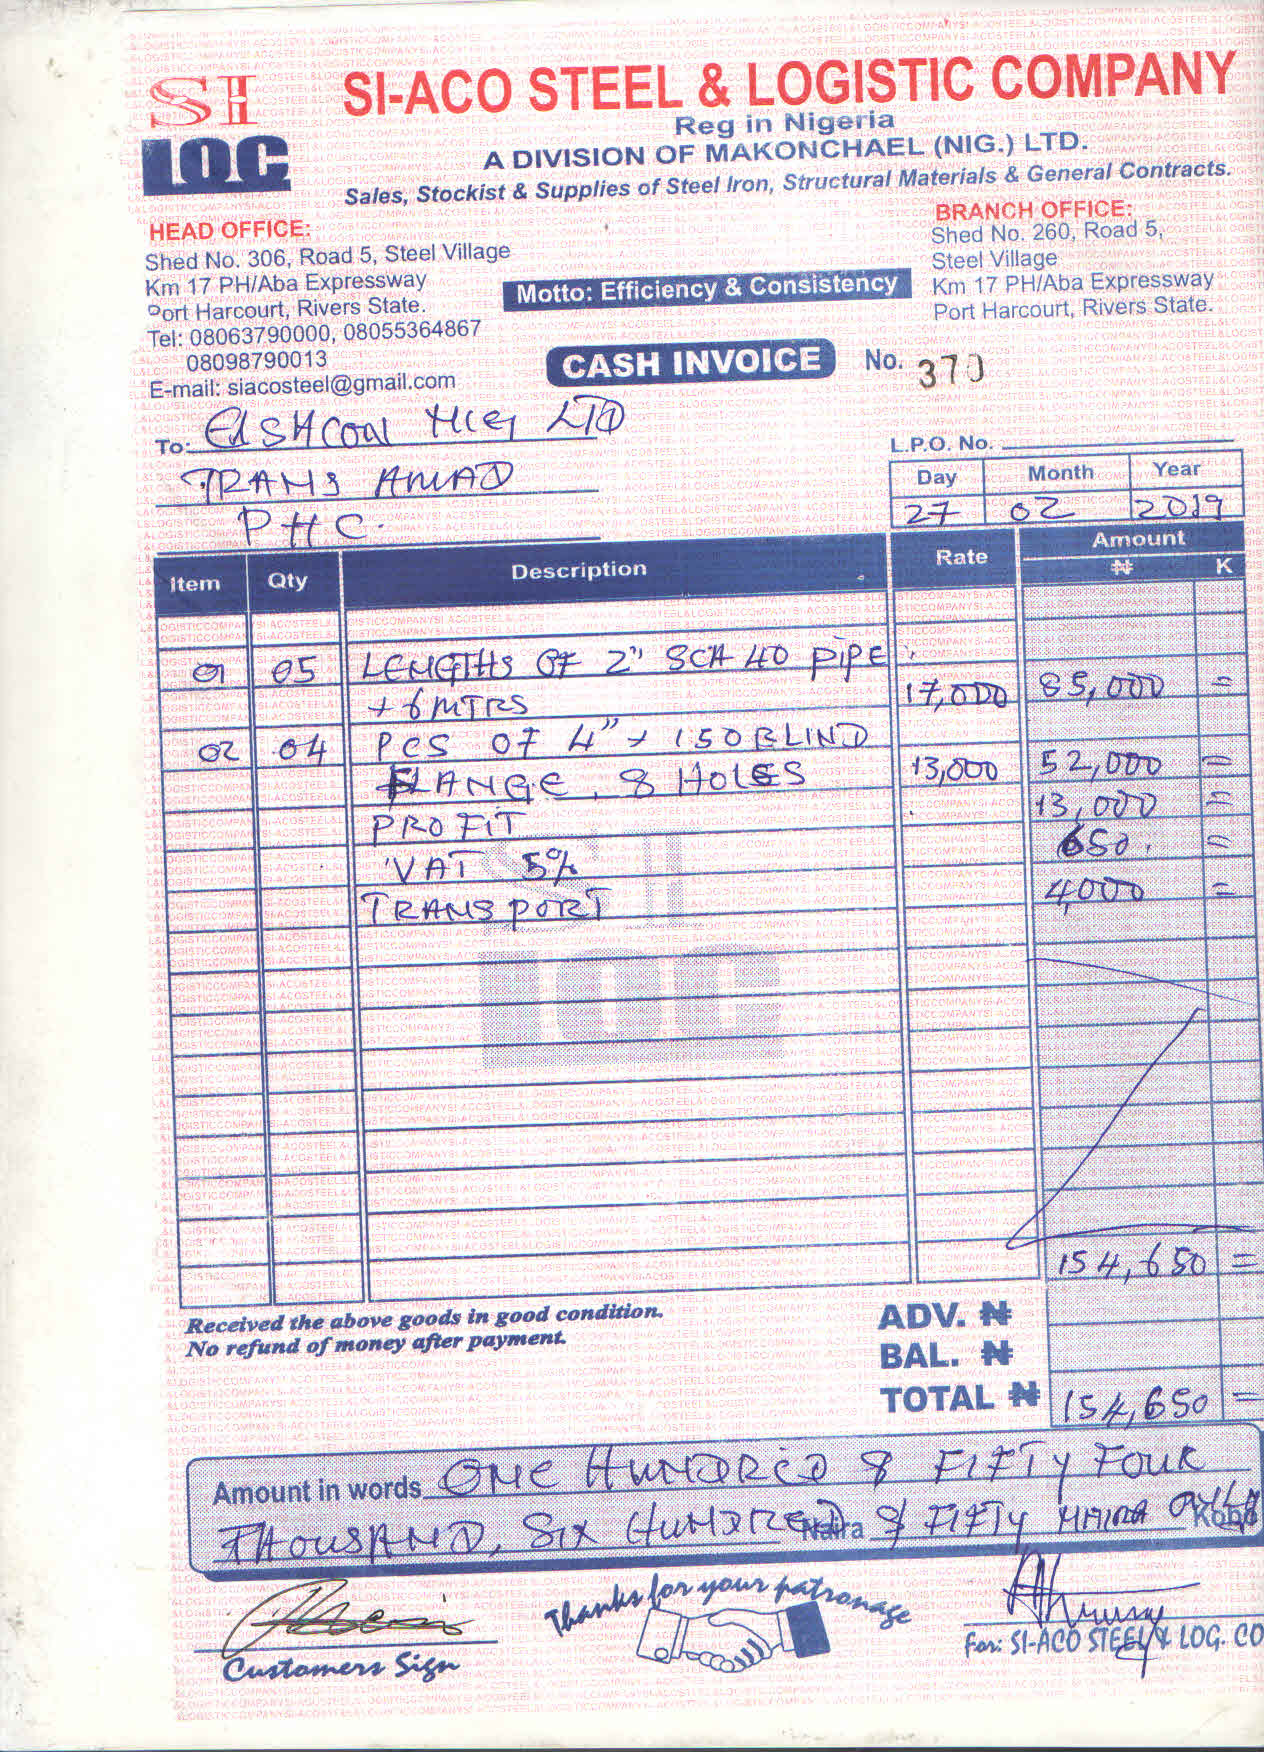 SI
LOC
SI-ACO STEEL & LOGISTIC COMPANY
Reg in Nigeria
A DIVISION OF MAKONCHAEL (NIG.) LTD.
Sales, Stockist & Supplies of Steel Iron, Structural Materials & General Contracts.
HEAD OFFICE:
Shed No. 306, Road 5, Steel Village
Km 17 PH/Aba Expressway
Port Harcourt, Rivers State.
Tel: 08063790000, 08055364867
08098790013
E-mail: siacosteel@gmail.com
Motto: Efficiency & Consistency
BRANCH OFFICE:
Shed No. 260, Road 5,
Steel Village
Km 17 PH/Aba Expressway
Port Harcourt, Rivers State.
CASH INVOICE No. 370
To: NIG LTD
TRANS AMAD
PHC.
L.P.O. No.
Day Month Year
27 02 2019
Item Qty Description Rate Amount
₦ K
01 05 LENGTHS OF 2" SCH 40 PIPE
+ 6 MTRS 17,000 85,000 =
02 04 PCS OF 4" + 150 BLIND
FLANGE, 8 HOLES 13,000 52,000 =
PROFIT 13,000 =
VAT 5% 650. =
TRANSPORT 4,000 =
154,650 =
Received the above goods in good condition.
No refund of money after payment.
ADV. ₦
BAL. ₦
TOTAL ₦ 154,650 =
Amount in words ONE HUNDRED & FIFTY FOUR
THOUSAND, SIX HUNDRED Naira & FIFTY NAIRA ONLY Kobo
Customers Sign
Thanks for your patronage
For: SI-ACO STEEL & LOG. CO